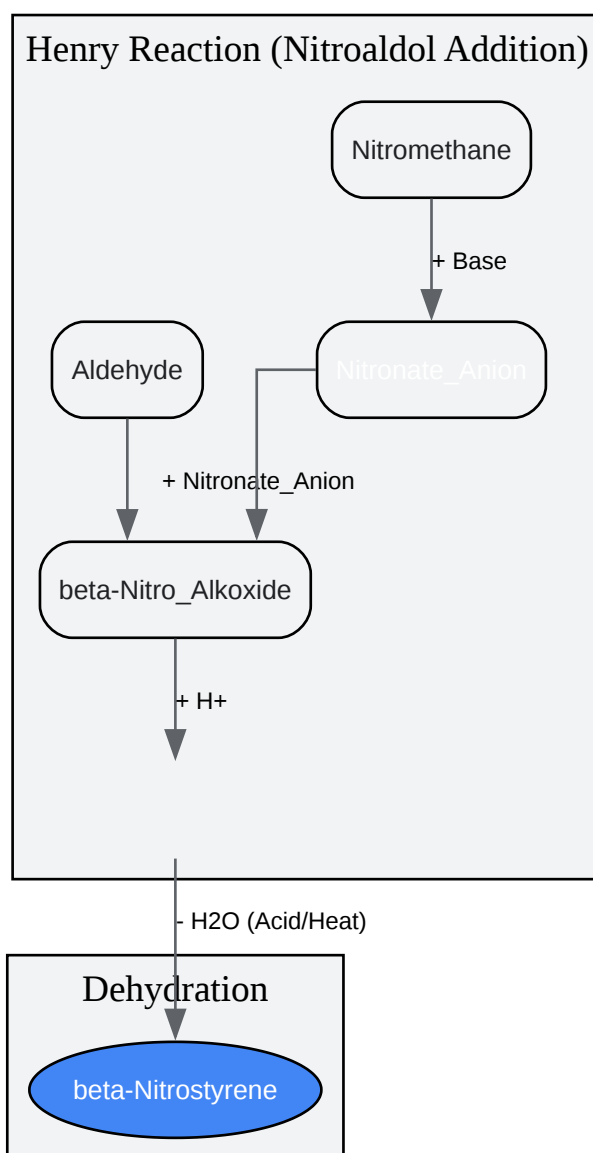 Henry Reaction (Nitroaldol Addition)
Nitromethane
+ Base
Aldehyde
Nitronate_Anion
+ Nitronate_Anion
beta-Nitro_Alkoxide
+ H+
- H2O (Acid/Heat)
Dehydration
beta-Nitrostyrene